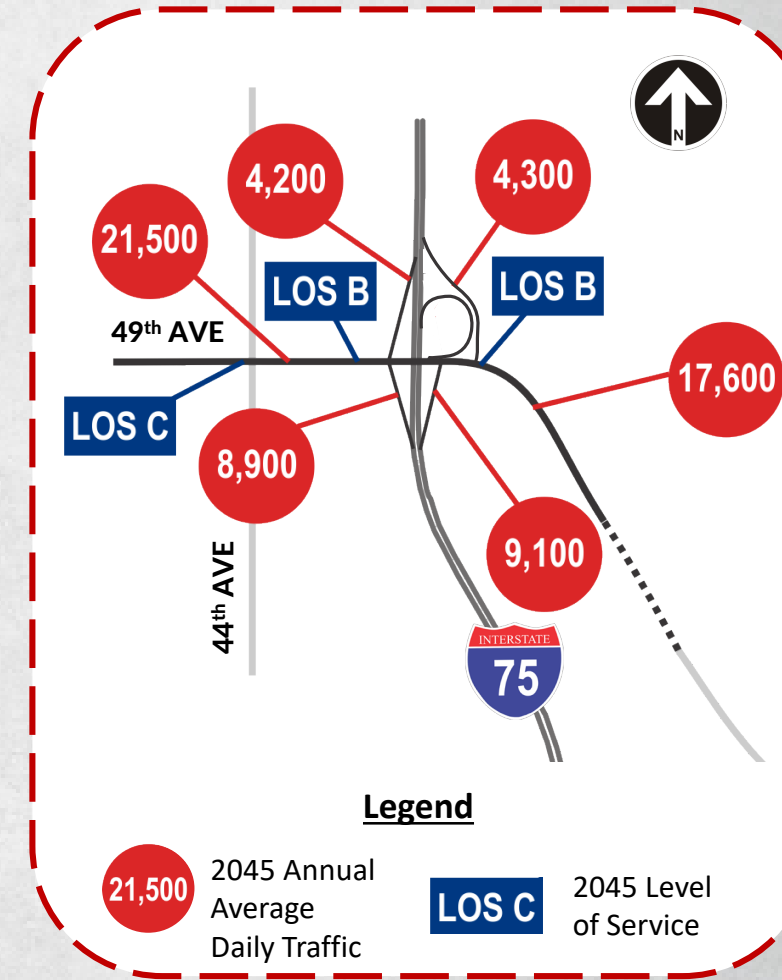 N
4,200
4,300
21,500
LOS B
LOS B
49th AVE
17,600
LOS C
8,900
9,100
44th AVE
INTERSTATE
75
Legend
21,500
2045 Annual
Average
Daily Traffic
LOS C
2045 Level
of Service